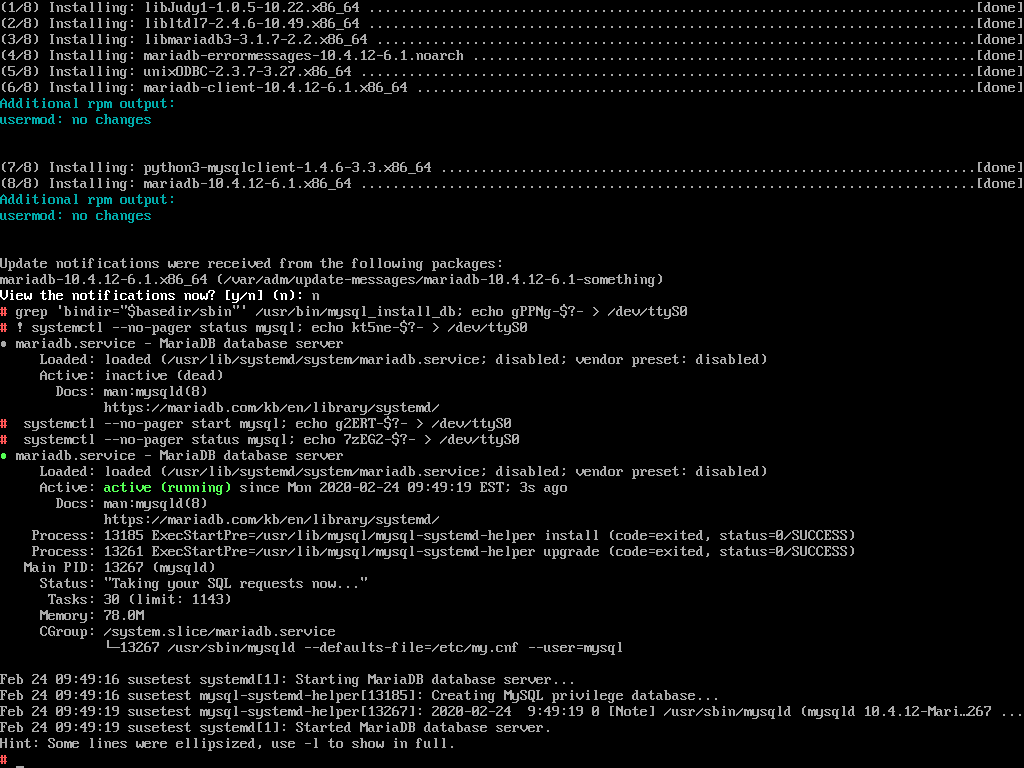 (1/8) Installing: libJudy1-1.0.5-10.22.x86_64 ............................................................................[done]
(2/8) Installing: libltdl7-2.4.6-10.49.x86_64 ............................................................................[done]
(3/8) Installing: libmariadb3-3.1.7-2.2.x86_64 ...........................................................................[done]
(4/8) Installing: mariadb-errormessages-10.4.12-6.1.noarch ...............................................................[done]
(5/8) Installing: unixODBC-2.3.7-3.27.x86_64 .............................................................................[done]
(6/8) Installing: mariadb-client-10.4.12-6.1.x86_64 ......................................................................[done]
Additional rpm output:
usermod: no changes
(7/8) Installing: python3-mysqlclient-1.4.6-3.3.x86_64 ...................................................................[done]
(8/8) Installing: mariadb-10.4.12-6.1.x86_64 .............................................................................[done]
Additional rpm output:
usermod: no changes
Update notifications were received from the following packages:
mariadb-10.4.12-6.1.x86_64 (/var/adm/update-messages/mariadb-10.4.12-6.1-something)
View the notifications now? [y/n] (n): n
# grep 'bindir="$basedir/sbin"' /usr/bin/mysql_install_db; echo gPPNg-$?- > /dev/ttyS0
# ! systemctl --no-pager status mysql; echo kt5ne-$?- > /dev/ttyS0
● mariadb.service - MariaDB database server
Loaded: loaded (/usr/lib/systemd/system/mariadb.service; disabled; vendor preset: disabled)
Active: inactive (dead)
Docs: man:mysqld(8)
https://mariadb.com/kb/en/library/systemd/
#  systemctl --no-pager start mysql; echo g2ERT-$?- > /dev/ttyS0
#  systemctl --no-pager status mysql; echo 7zEG2-$?- > /dev/ttyS0
● mariadb.service - MariaDB database server
Loaded: loaded (/usr/lib/systemd/system/mariadb.service; disabled; vendor preset: disabled)
Active: active (running) since Mon 2020-02-24 09:49:19 EST; 3s ago
Docs: man:mysqld(8)
https://mariadb.com/kb/en/library/systemd/
Process: 13185 ExecStartPre=/usr/lib/mysql/mysql-systemd-helper install (code=exited, status=0/SUCCESS)
Process: 13261 ExecStartPre=/usr/lib/mysql/mysql-systemd-helper upgrade (code=exited, status=0/SUCCESS)
Main PID: 13267 (mysqld)
Status: "Taking your SQL requests now..."
Tasks: 30 (limit: 1143)
Memory: 78.0M
CGroup: /system.slice/mariadb.service
└─13267 /usr/sbin/mysqld --defaults-file=/etc/my.cnf --user=mysql
Feb 24 09:49:16 susetest systemd[1]: Starting MariaDB database server...
Feb 24 09:49:16 susetest mysql-systemd-helper[13185]: Creating MySQL privilege database...
Feb 24 09:49:19 susetest mysql-systemd-helper[13267]: 2020-02-24  9:49:19 0 [Note] /usr/sbin/mysqld (mysqld 10.4.12-Mari…267 ...
Feb 24 09:49:19 susetest systemd[1]: Started MariaDB database server.
Hint: Some lines were ellipsized, use -l to show in full.
# _